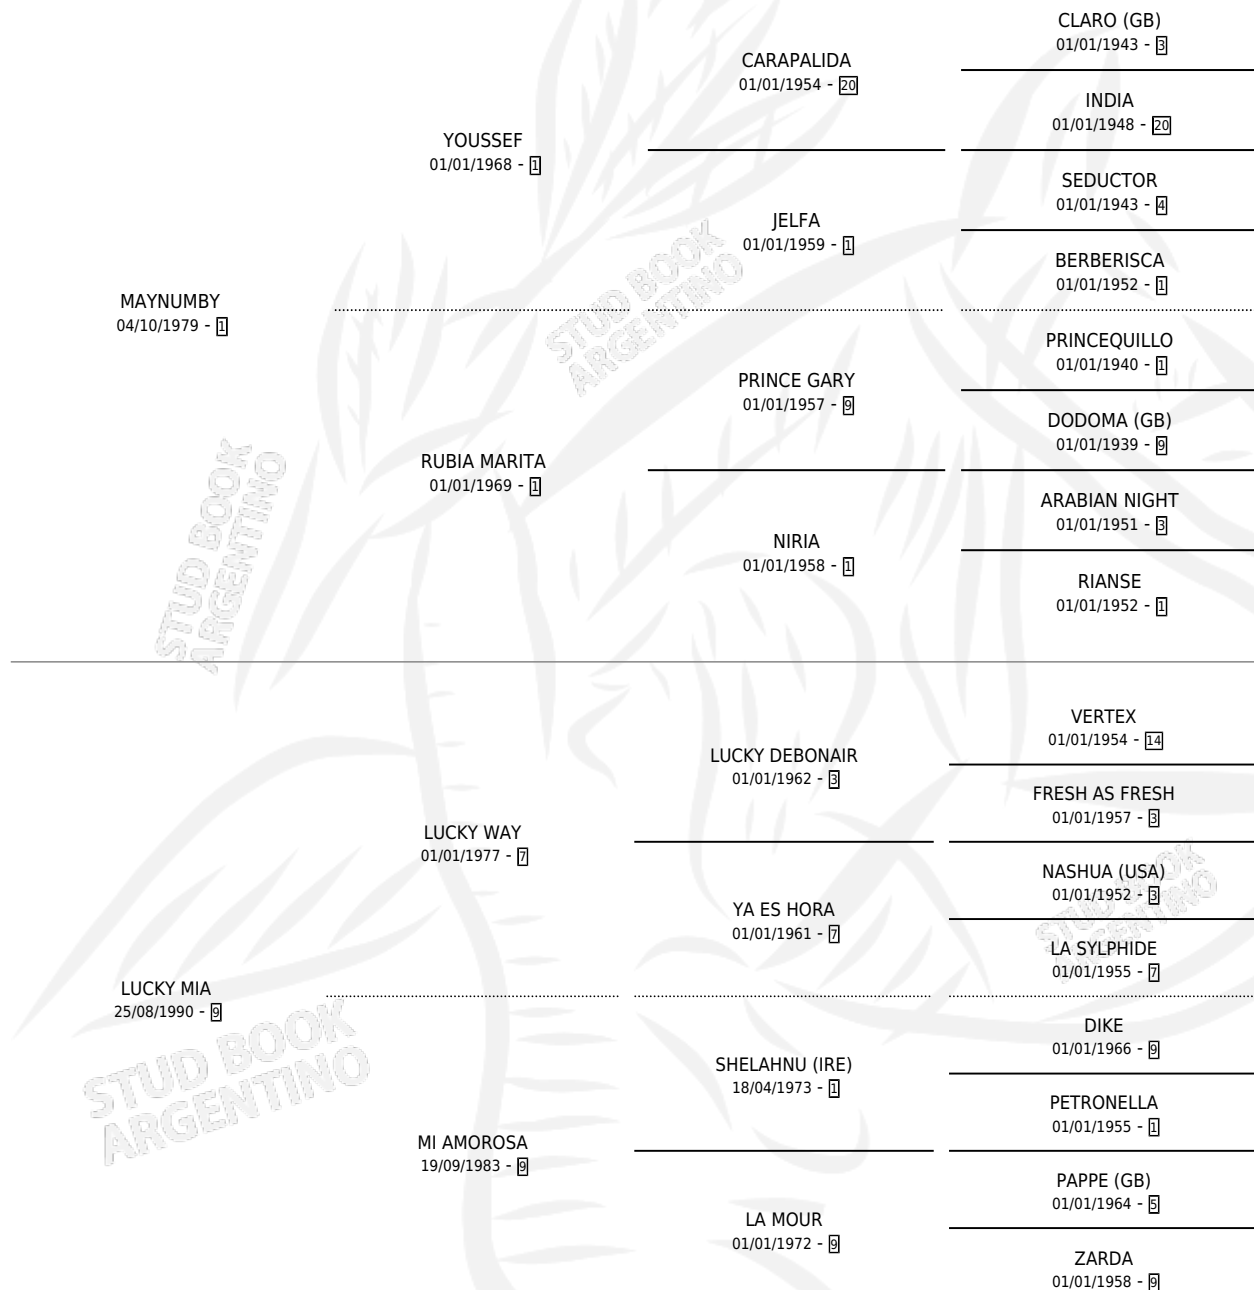 CLARO (GB)
01/01/1943 - 3
CARAPALIDA
01/01/1954 - 20
INDIA
01/01/1948 - 20
YOUSSEF
01/01/1968 - 1
SEDUCTOR
01/01/1943 - 4
JELFA
01/01/1959 - 1
BERBERISCA
01/01/1952 - 1
MAYNUMBY
04/10/1979 - 1
PRINCEQUILLO
01/01/1940 - 1
PRINCE GARY
01/01/1957 - 9
DODOMA (GB)
01/01/1939 - 9
RUBIA MARITA
01/01/1969 - 1
ARABIAN NIGHT
01/01/1951 - 3
NIRIA
01/01/1958 - 1
RIANSE
01/01/1952 - 1
VERTEX
01/01/1954 - 14
LUCKY DEBONAIR
01/01/1962 - 3
FRESH AS FRESH
01/01/1957 - 3
LUCKY WAY
01/01/1977 - 7
NASHUA (USA)
01/01/1952 - 3
YA ES HORA
01/01/1961 - 7
LA SYLPHIDE
01/01/1955 - 7
LUCKY MIA
25/08/1990 - 9
DIKE
01/01/1966 - 9
SHELAHNU (IRE)
18/04/1973 - 1
PETRONELLA
01/01/1955 - 1
MI AMOROSA
19/09/1983 - 9
PAPPE (GB)
01/01/1964 - 5
LA MOUR
01/01/1972 - 9
ZARDA
01/01/1958 - 9
STUD BOOK
ARGENTINO
STUD BOOK
ARGENTINO
STUD BOOK
ARGENTINO
STUD BOOK
ARGENTINO